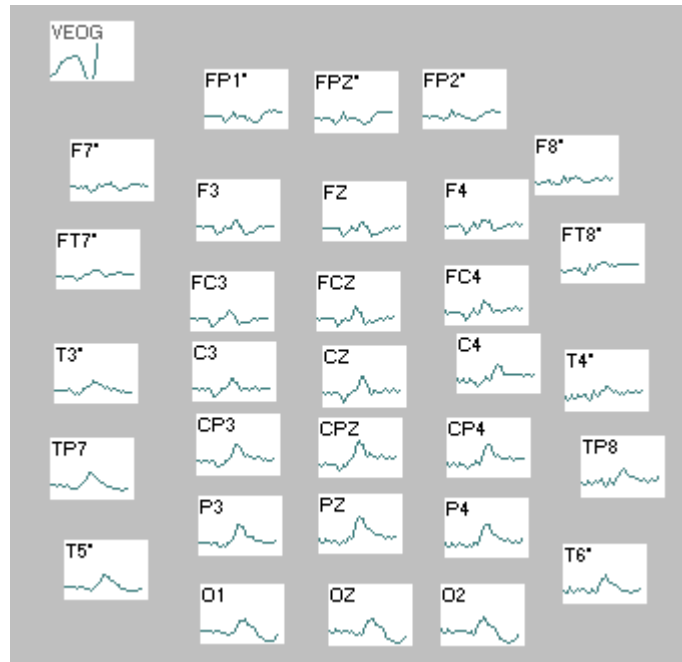 VEOG
FP1*
FPZ*
FP2*
F7*
F3
FZ
F4
F8*
FT7*
FC3
FCZ
FC4
FT8*
T3*
C3
CZ
C4
T4*
TP7
CP3
CPZ
CP4
TP8
T5*
P3
PZ
P4
T6*
O1
OZ
O2